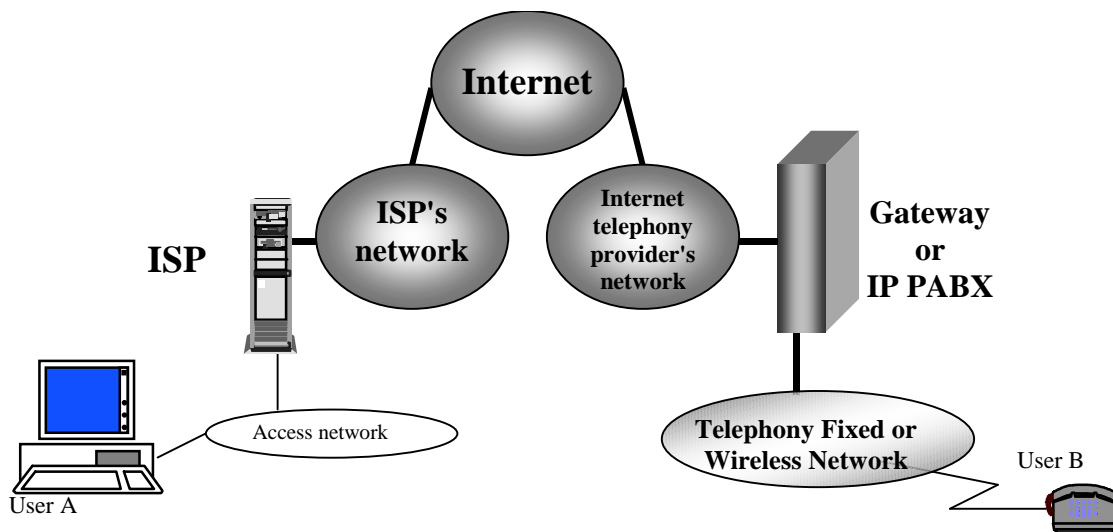 Internet
ISP's
network
Internet
telephony
provider's
network
Gateway
or
IP PABX
ISP
Access network
Telephony Fixed or
Wireless Network
User A
User B